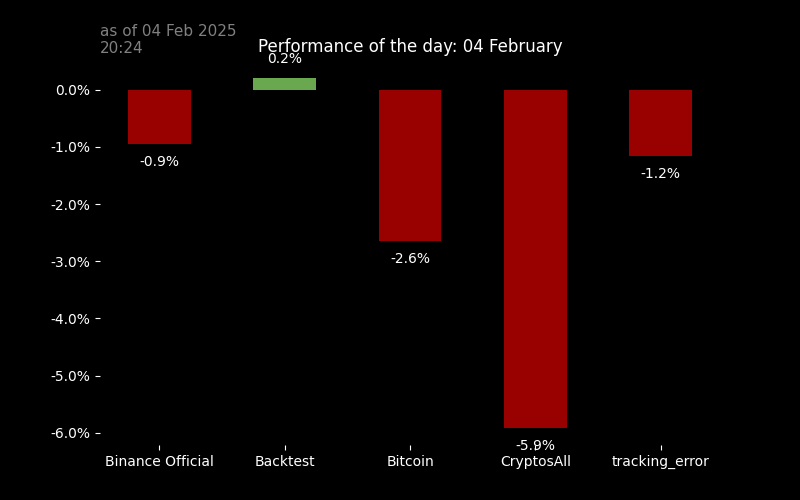 as of 04 Feb 2025
20:24
Performance of the day: 04 February
0.2%
0.0%
-0.9%
-1.0%
-1.2%
-2.0%
-2.6%
-3.0%
-4.0%
-5.0%
-6.0%
-5.9%
Binance Official
Backtest
Bitcoin
CryptosAll
tracking_error